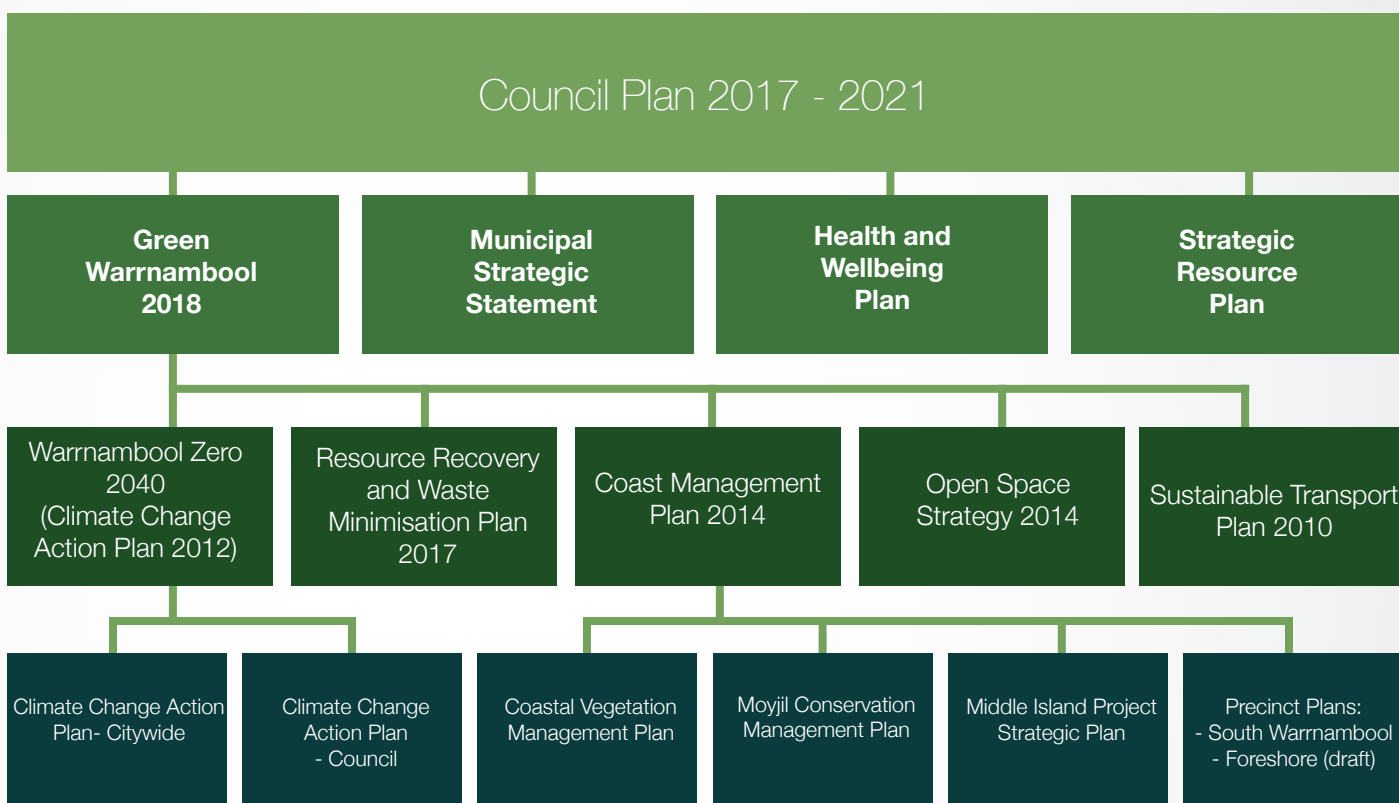 Council Plan 2017 - 2021
Green
Warrnambool
2018
Municipal
Strategic
Statement
Health and
Wellbeing
Plan
Strategic
Resource
Plan
Warrnambool Zero
2040
(Climate Change
Action Plan 2012)
Resource Recovery
and Waste
Minimisation Plan
2017
Coast Management
Plan 2014
Open Space
Strategy 2014
Sustainable Transport
Plan 2010
Climate Change Action
Plan- Citywide
Climate Change
Action Plan
- Council
Coastal Vegetation
Management Plan
Moyjil Conservation
Management Plan
Middle Island Project
Strategic Plan
Precinct Plans:
- South Warrnambool
- Foreshore (draft)